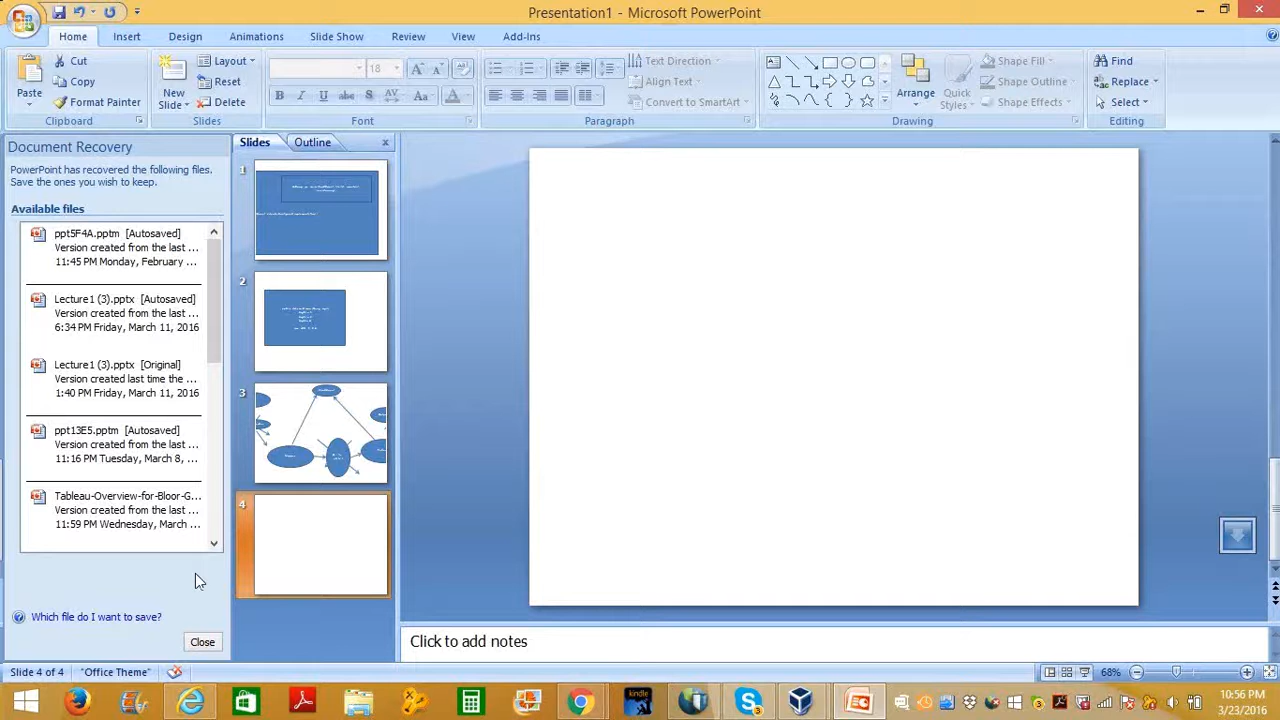 Presentation1 - Microsoft PowerPoint
Home Insert Design Slide Show Animations Review View Add-Ins
Paste
Cut
Copy
Format Painter
Clipboard
New Slide
Layout
Reset
Delete
Slides
18
B I U abc S AV Aa A
Font
Text Direction
Align Text
Convert to SmartArt
Paragraph
Arrange
Quick Styles
Shape Fill
Shape Outline
Shape Effects
Drawing
Find
Replace
Select
Editing
Document Recovery
PowerPoint has recovered the following files.
Save the ones you wish to keep.
Available files
ppt5F4A.pptm [Autosaved]
Version created from the last ...
11:45 PM Monday, February ...
Lecture1 (3).pptx [Autosaved]
Version created from the last ...
6:34 PM Friday, March 11, 2016
Lecture1 (3).pptx [Original]
Version created last time the ...
1:40 PM Friday, March 11, 2016
ppt13E5.pptm [Autosaved]
Version created from the last ...
11:16 PM Tuesday, March 8, ...
Tableau-Overview-for-Bloor-G...
Version created from the last ...
11:59 PM Wednesday, March ...
Which file do I want to save?
Close
Slides Outline
1
2
3
4
Click to add notes
Slide 4 of 4 "Office Theme"
68%
kindle
10:56 PM
3/23/2016